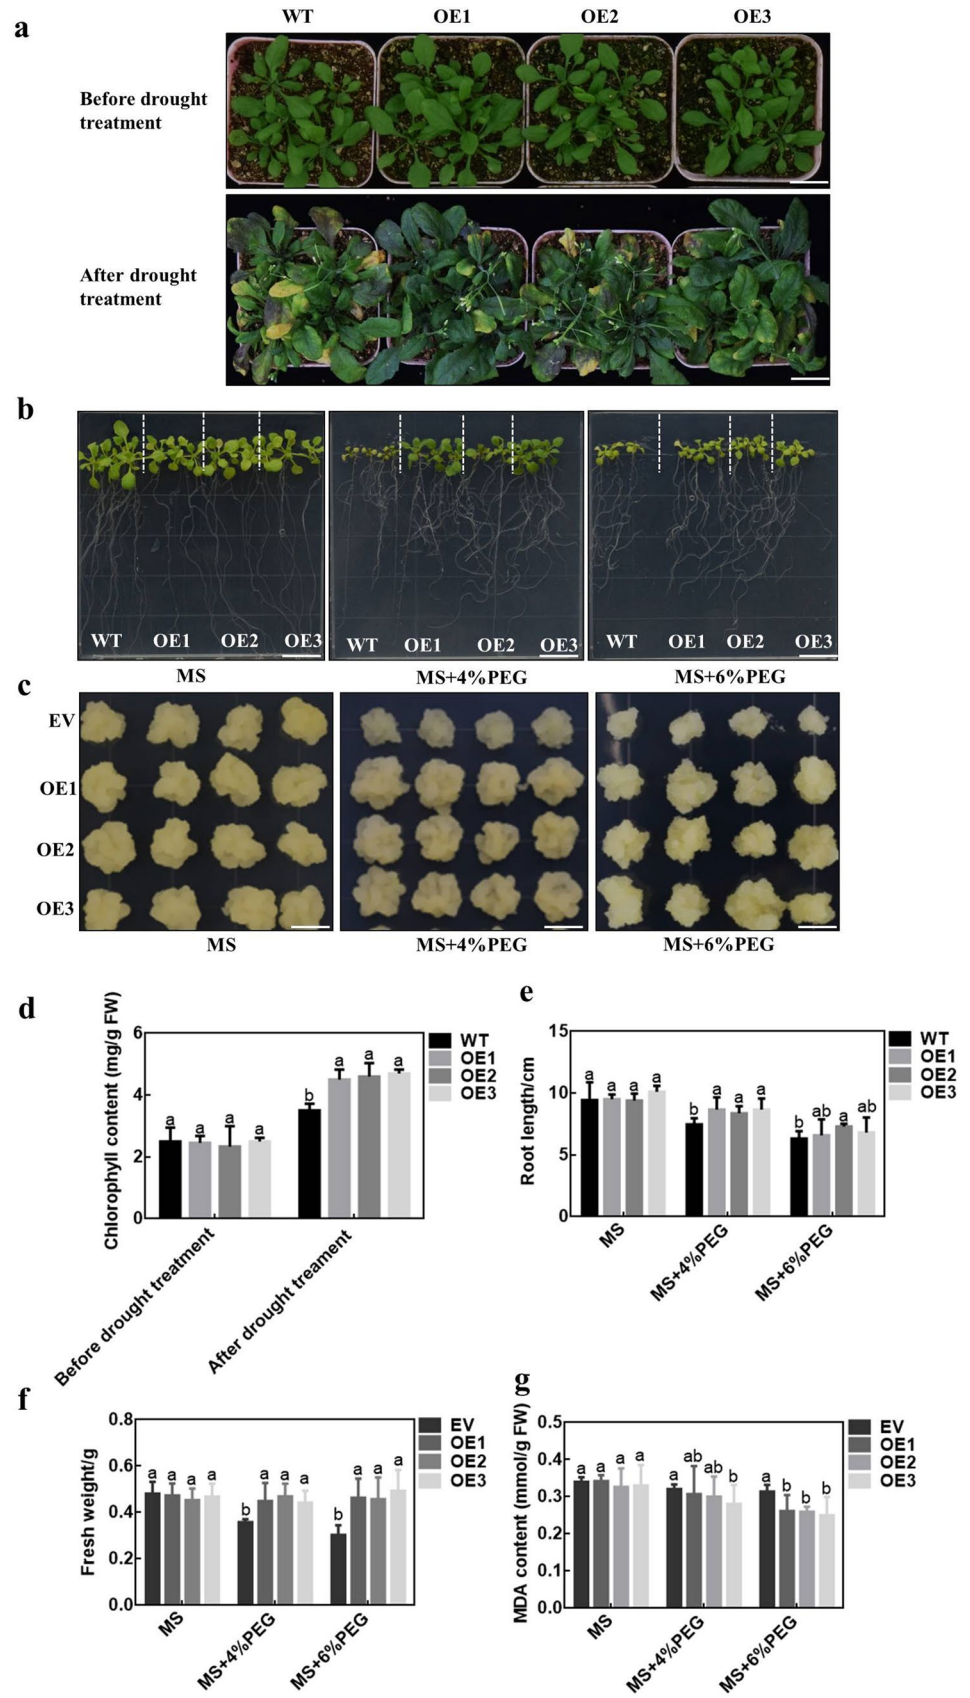 a
WT OE1 OE2 OE3
Before drought
treatment
After drought
treatment
b
WT OE1 OE2 OE3
WT OE1 OE2 OE3
WT OE1 OE2 OE3
MS MS+4%PEG MS+6%PEG
c
EV
OE1
OE2
OE3
MS MS+4%PEG MS+6%PEG
d
Chlorophyll content (mg/g FW)
6
4
2
0
a a a a
b a a a
WT
OE1
OE2
OE3
Before drought treatment
After drought treament
e
Root length/cm
15
10
5
0
a a a a
b a a a
b ab a ab
WT
OE1
OE2
OE3
MS
MS+4%PEG
MS+6%PEG
f
Fresh weight/g
0.8
0.6
0.4
0.2
0.0
a a a a
b a a a
b a a a
EV
OE1
OE2
OE3
MS
MS+4%PEG
MS+6%PEG
g
MDA content (mmol/g FW)
0.5
0.4
0.3
0.2
0.1
0.0
a a a a
a ab ab b
a b b b
EV
OE1
OE2
OE3
MS
MS+4%PEG
MS+6%PEG